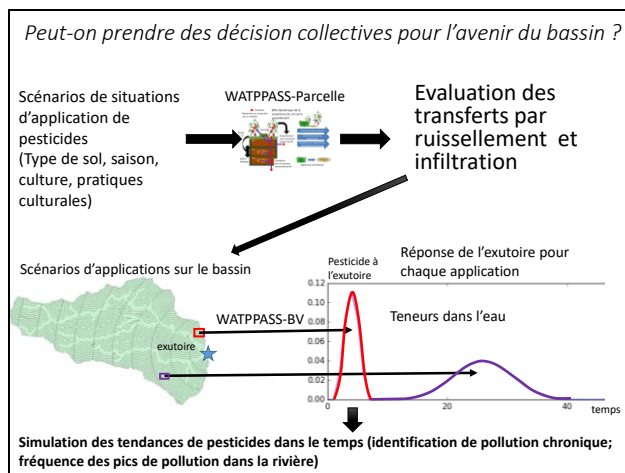 Peut-on prendre des décision collectives pour l'avenir du bassin ?
Scénarios de situations
d'application de
pesticides
(Type de sol, saison,
culture, pratiques
culturales)
WATPPASS-Parcelle
Evaluation des
transferts par
ruissellement et
infiltration
Scénarios d'applications sur le bassin
exutoire
WATPPASS-BV
Pesticide à
l'exutoire
Réponse de l'exutoire pour
chaque application
Teneurs dans l'eau
0.12
0.10
0.08
0.06
0.04
0.02
0.00
0
20
40
temps
Simulation des tendances de pesticides dans le temps (identification de pollution chronique;
fréquence des pics de pollution dans la rivière)